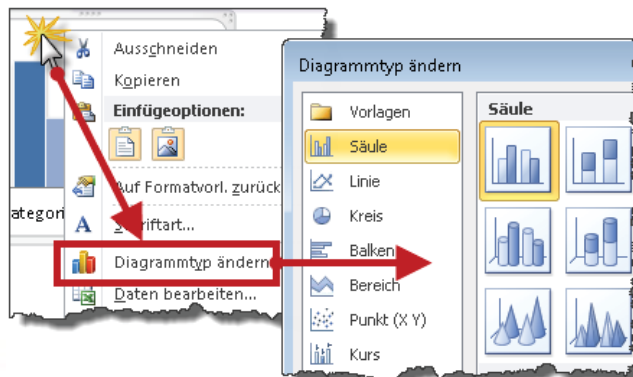 Ausschneiden
Kopieren
Einfügeoptionen:
Auf Formatvorl. zurück
ategori
A
Diagrammtyp ändern
Daten bearbeiten...
Diagrammtyp ändern
Vorlagen
Säule
Linie
Kreis
Balken
Bereich
Punkt (X Y)
Kurs
Säule